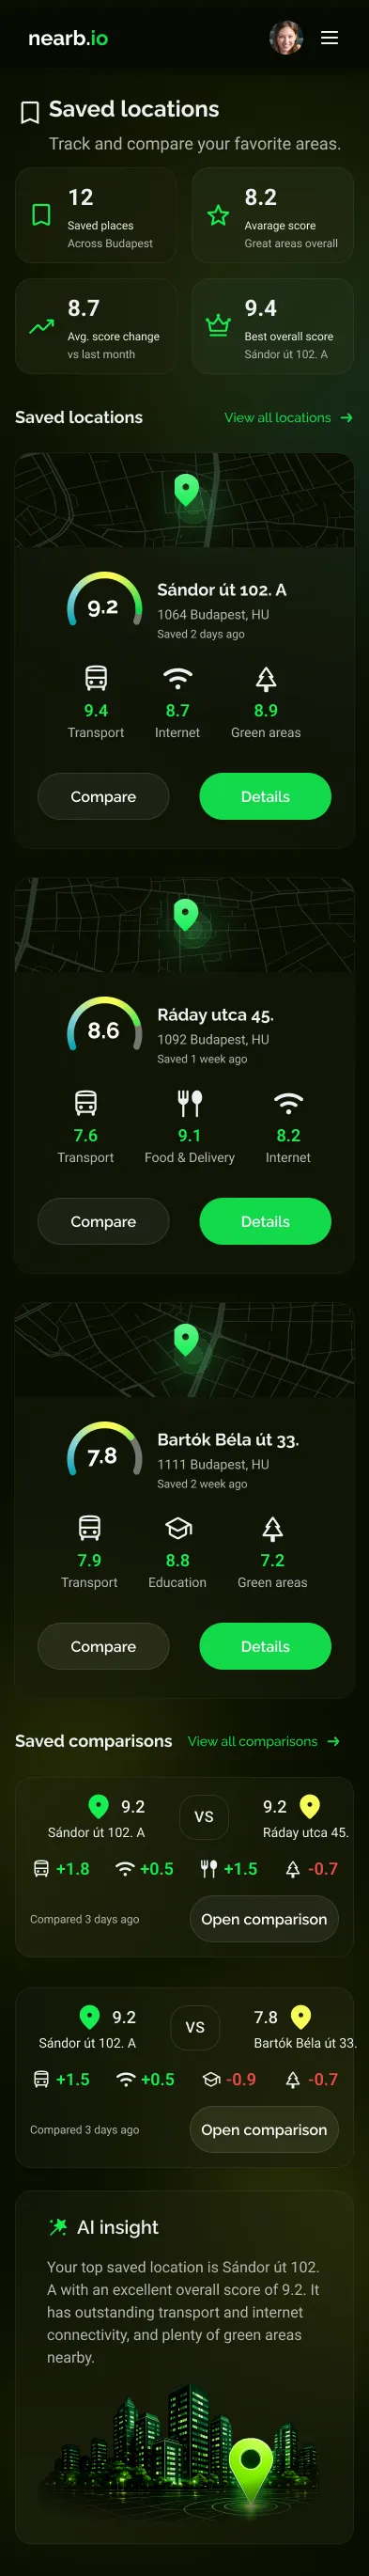 nearb.io
Saved locations
Track and compare your favorite areas.
12
Saved places
Across Budapest
8.2
Avarage score
Great areas overall
8.7
Avg. score change
vs last month
9.4
Best overall score
Sándor út 102. A
Saved locations
View all locations →
9.2
Sándor út 102. A
1064 Budapest, HU
Saved 2 days ago
9.4 8.7 8.9
Transport Internet Green areas
Compare Details
8.6
Ráday utca 45.
1092 Budapest, HU
Saved 1 week ago
7.6 9.1 8.2
Transport Food & Delivery Internet
Compare Details
7.8
Bartók Béla út 33.
1111 Budapest, HU
Saved 2 week ago
7.9 8.8 7.2
Transport Education Green areas
Compare Details
Saved comparisons
View all comparisons →
9.2 VS 9.2
Sándor út 102. A Ráday utca 45.
+1.8 +0.5 +1.5 -0.7
Compared 3 days ago Open comparison
9.2 VS 7.8
Sándor út 102. A Bartók Béla út 33.
+1.5 +0.5 -0.9 -0.7
Compared 3 days ago Open comparison
AI insight
Your top saved location is Sándor út 102.
A with an excellent overall score of 9.2. It
has outstanding transport and internet
connectivity, and plenty of green areas
nearby.